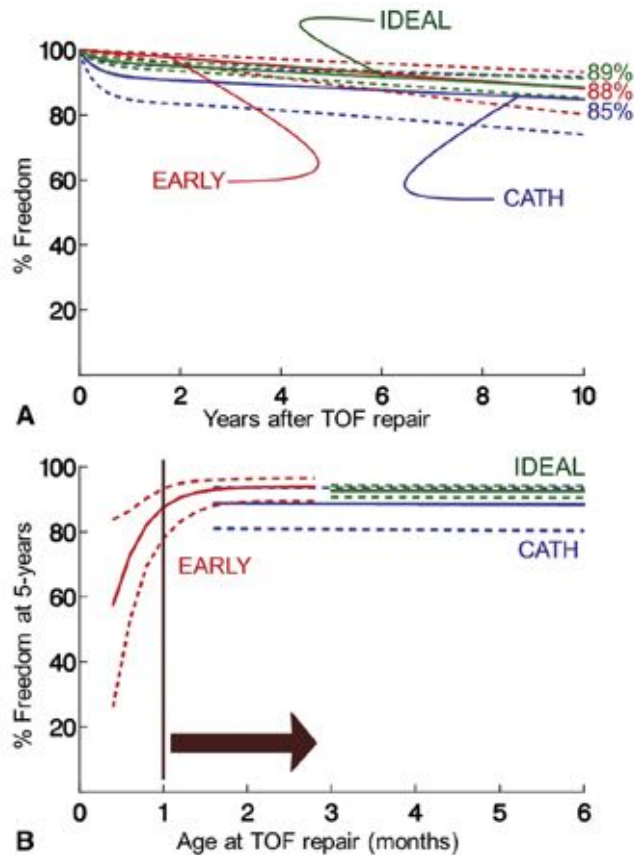 IDEAL
100
89%
88%
85%
80
EARLY
60
CATH
40
20
% Freedom
0 2 4 6 8 10
A
Years after TOF repair
100
IDEAL
80
EARLY
CATH
60
40
20
% Freedom at 5-years
0 1 2 3 4 5 6
B
Age at TOF repair (months)